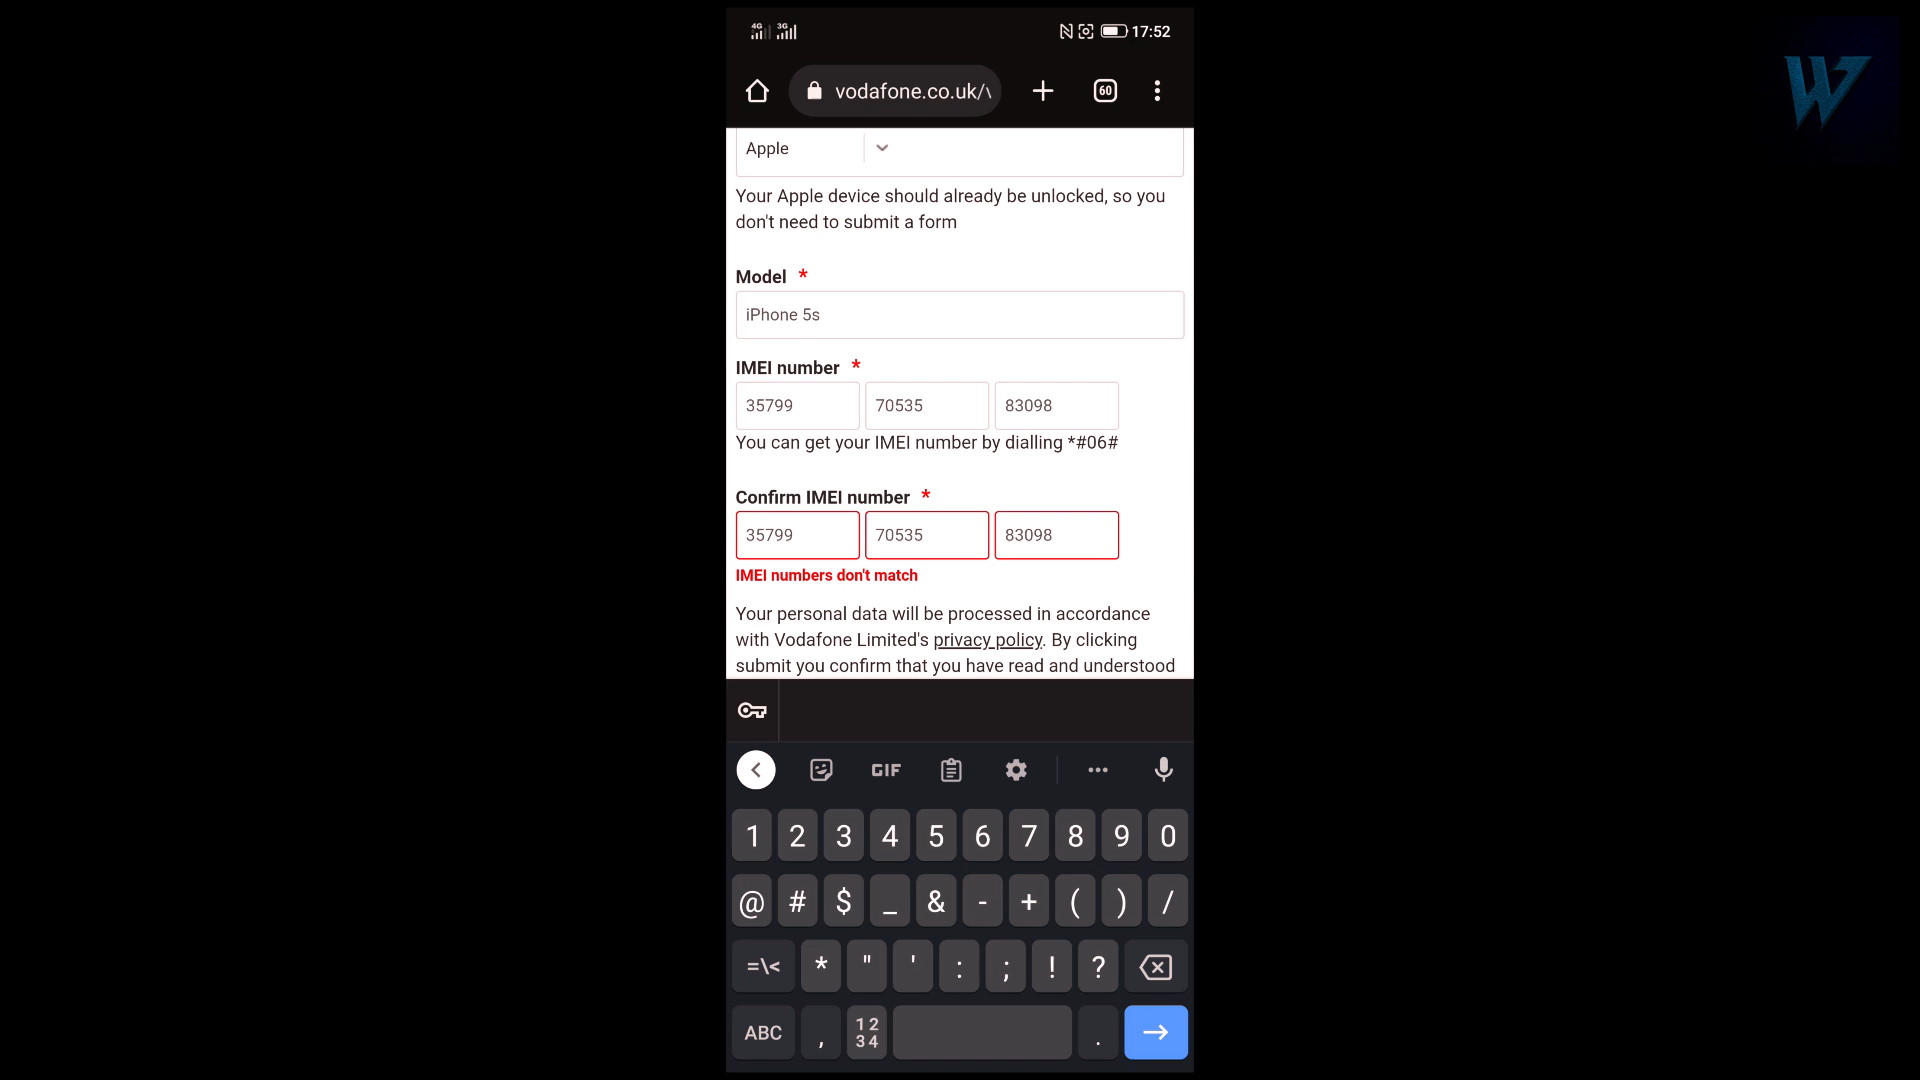 4G 3G 17:52
vodafone.co.uk/v 60
Apple
Your Apple device should already be unlocked, so you
don't need to submit a form
Model *
iPhone 5s
IMEI number *
35799 70535 83098
You can get your IMEI number by dialling *#06#
Confirm IMEI number *
35799 70535 83098
IMEI numbers don't match
Your personal data will be processed in accordance
with Vodafone Limited's privacy policy. By clicking
submit you confirm that you have read and understood
GIF
1 2 3 4 5 6 7 8 9 0
@ # $ _ & - + ( ) /
=\< * " ' : ; ! ?
ABC , 12 34 .
W